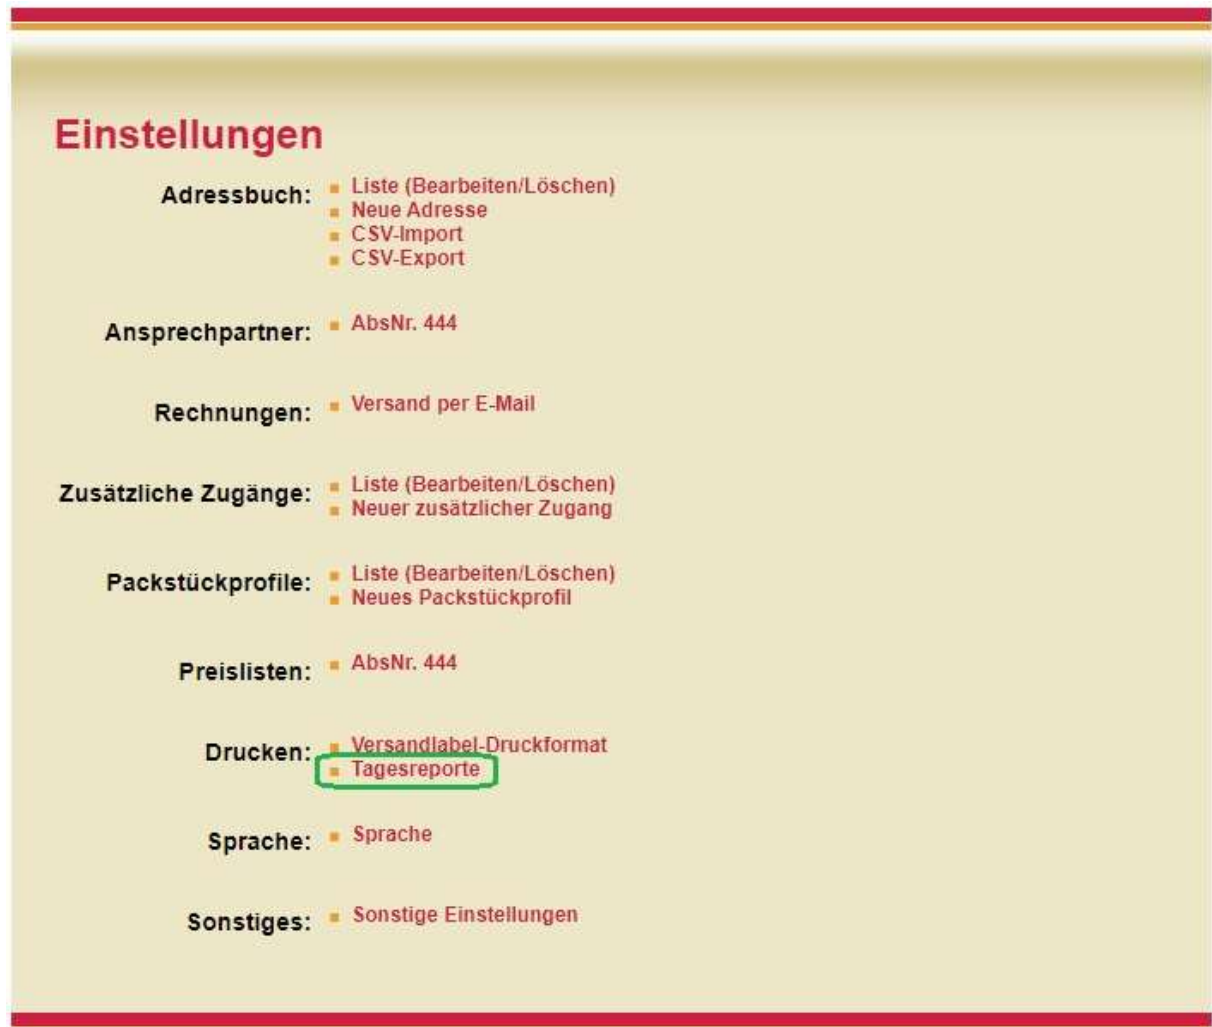 Einstellungen
Adressbuch: Liste (Bearbeiten/Löschen)
Neue Adresse
CSV-Import
CSV-Export
Ansprechpartner: AbsNr. 444
Rechnungen: Versand per E-Mail
Zusätzliche Zugänge: Liste (Bearbeiten/Löschen)
Neuer zusätzlicher Zugang
Packstückprofile: Liste (Bearbeiten/Löschen)
Neues Packstückprofil
Preislisten: AbsNr. 444
Drucken: Versandlabel-Druckformat
Tagesreporte
Sprache: Sprache
Sonstiges: Sonstige Einstellungen